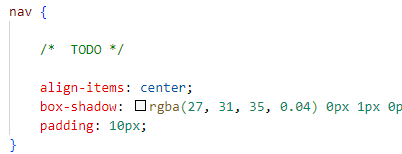 nav {
/*  TODO */
align-items: center;
box-shadow: rgba(27, 31, 35, 0.04) 0px 1px 0p
padding: 10px;
}